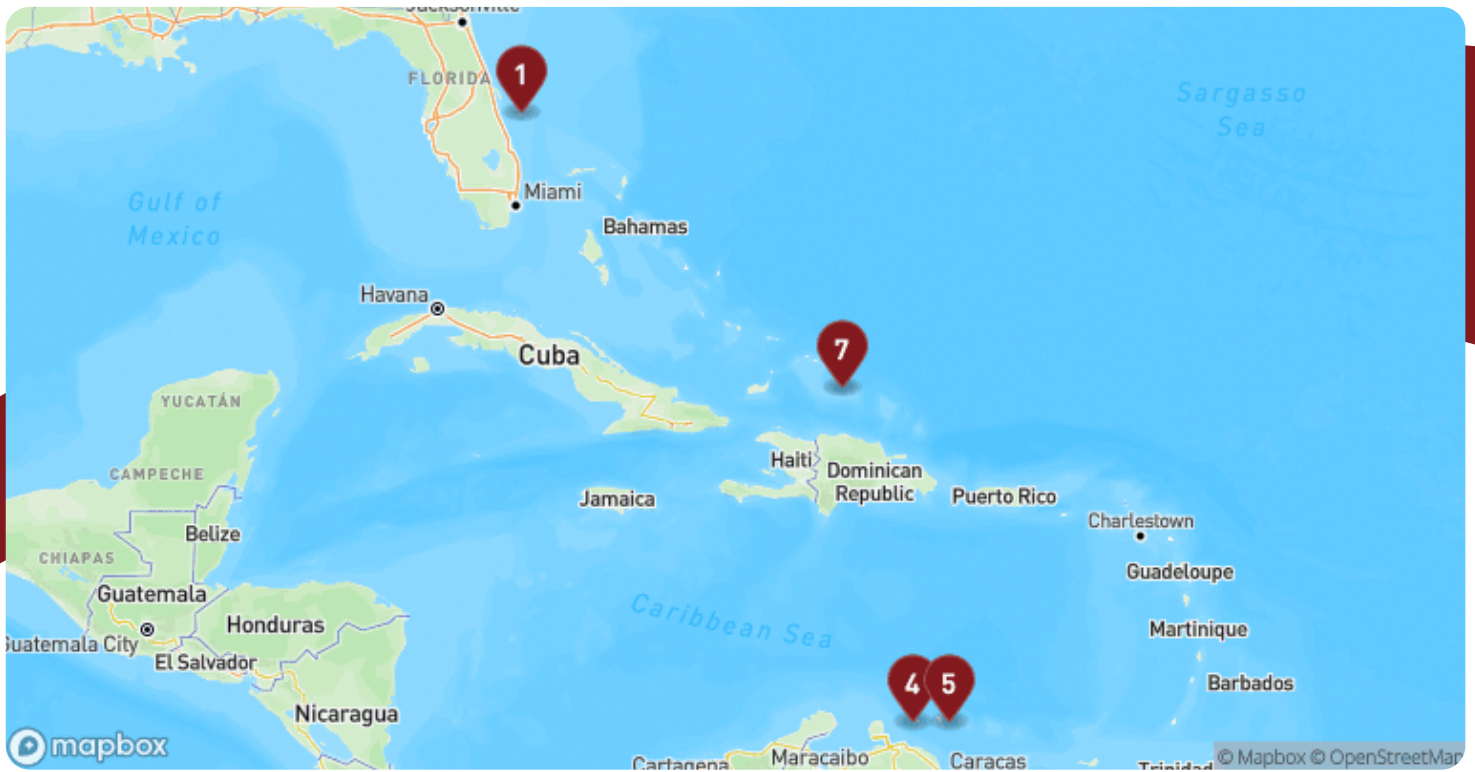 Jacksonville
FLORIDA
1
Sargasso
Sea
Miami
Gulf of
Mexico
Bahamas
Havana
Cuba
7
YUCATÁN
Haiti
Dominican
Republic
CAMPECHE
Jamaica
Puerto Rico
Charlestown
Belize
CHIAPAS
Guadeloupe
Guatemala
Caribbean Sea
Honduras
Martinique
Guatemala City
El Salvador
4
5
Barbados
Nicaragua
mapbox
Cartagena
Maracaibo
Caracas
Trinidad
© Mapbox © OpenStreetMap